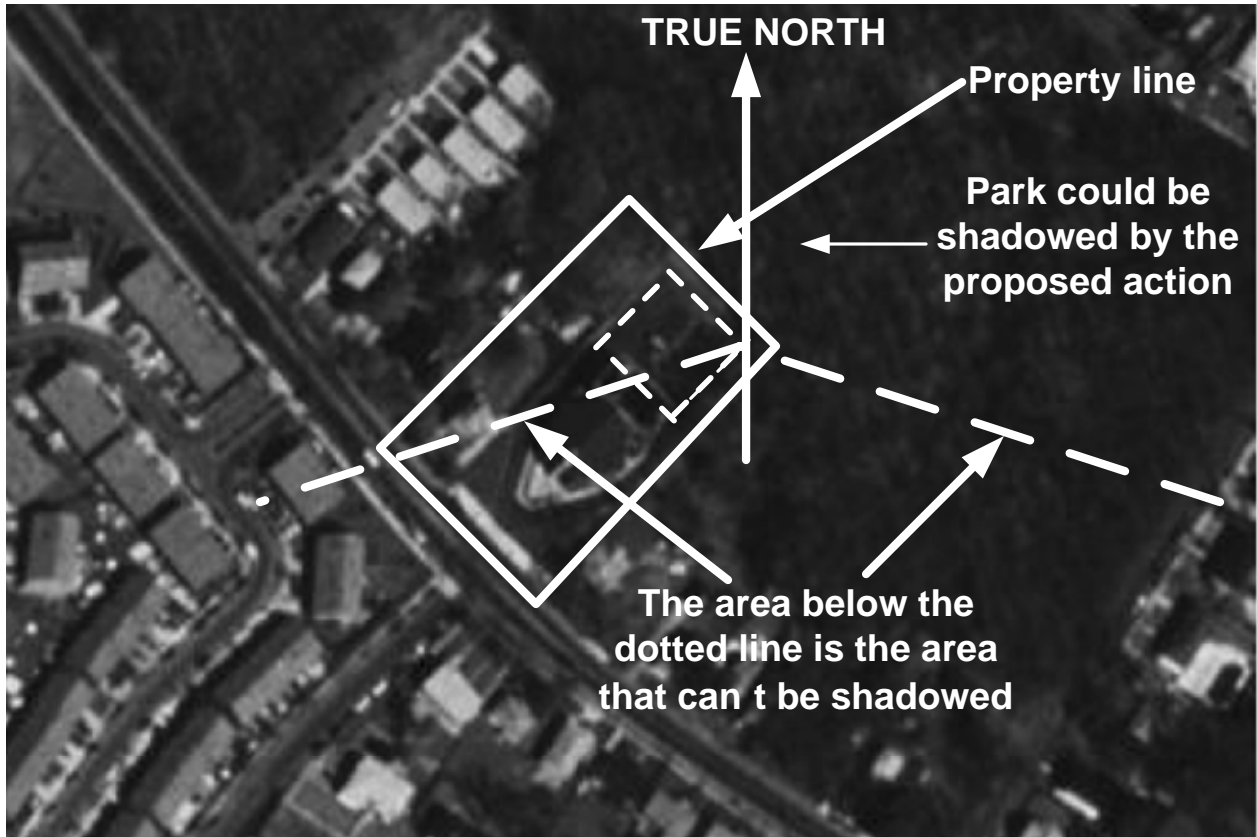 TRUE NORTH
Property line
Park could be
shadowed by the
proposed action
The area below the
dotted line is the area
that can t be shadowed